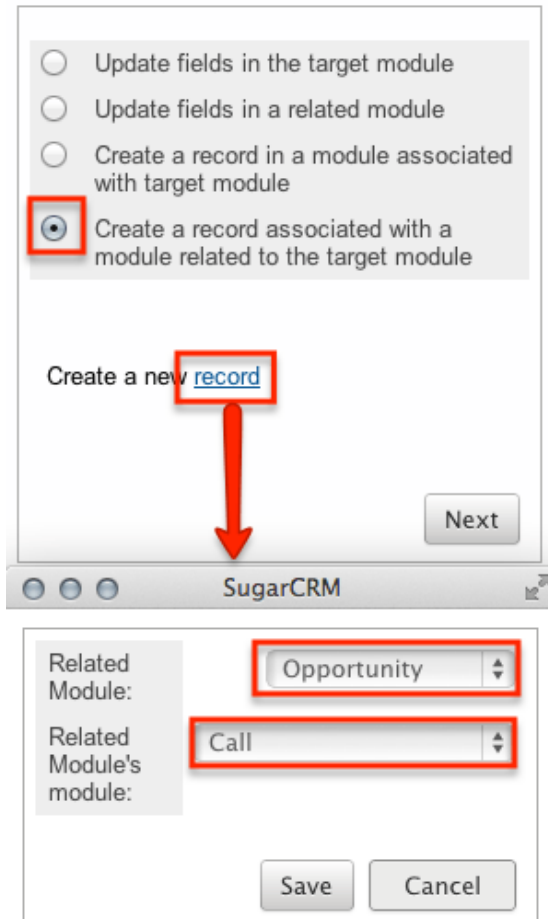 Update fields in the target module
Update fields in a related module
Create a record in a module associated
with target module
Create a record associated with a
module related to the target module
Create a new record
Next
SugarCRM
Related
Module:
Opportunity
Related
Module's
module:
Call
Save
Cancel